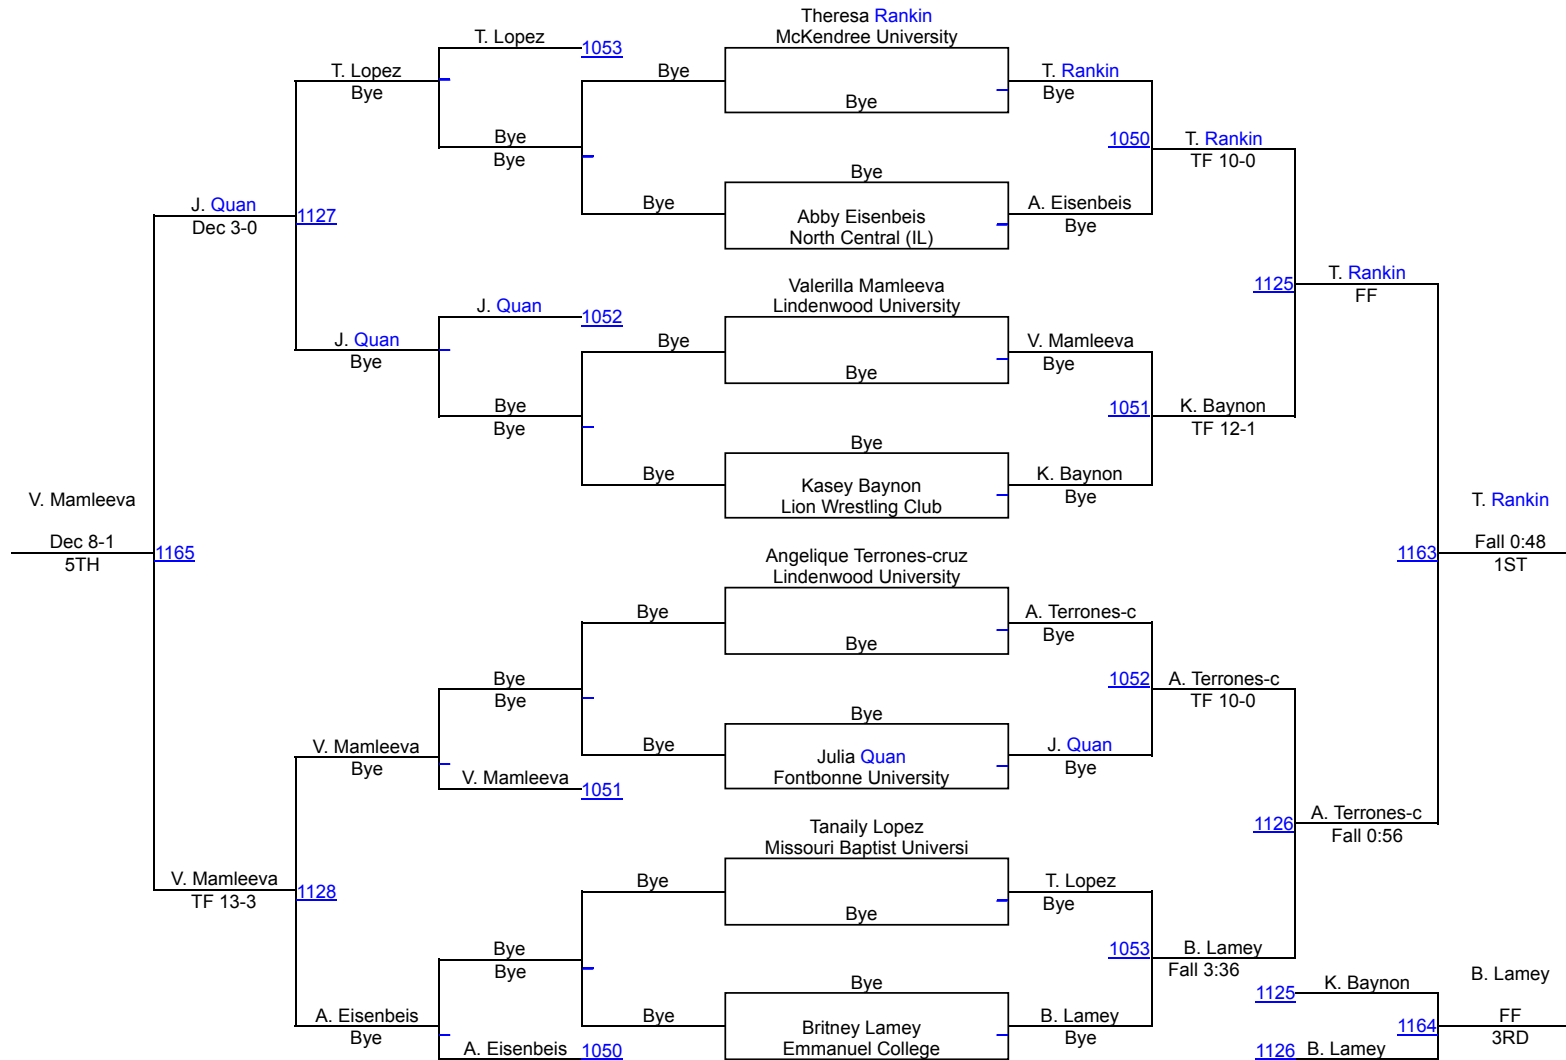 Theresa Rankin
McKendree University
T. Lopez
1053
T. Lopez
Bye
Bye
T. Rankin
Bye
Bye
Bye
Bye
Bye
1050
T. Rankin
TF 10-0
Bye
Bye
A. Eisenbeis
Bye
Abby Eisenbeis
North Central (IL)
J. Quan
Dec 3-0
1127
Valerilla Mamleeva
Lindenwood University
1125
T. Rankin
FF
J. Quan
1052
J. Quan
Bye
Bye
V. Mamleeva
Bye
Bye
Bye
Bye
1051
K. Baynon
TF 12-1
Bye
Bye
K. Baynon
Bye
Kasey Baynon
Lion Wrestling Club
V. Mamleeva
Dec 8-1
5TH
1165
T. Rankin
1163
Fall 0:48
1ST
Angelique Terrones-cruz
Lindenwood University
Bye
A. Terrones-c
Bye
Bye
Bye
Bye
1052
A. Terrones-c
TF 10-0
Bye
Bye
J. Quan
Bye
Julia Quan
Fontbonne University
V. Mamleeva
Bye
V. Mamleeva
1051
1126
A. Terrones-c
Fall 0:56
Tanaily Lopez
Missouri Baptist Universi
V. Mamleeva
TF 13-3
1128
Bye
T. Lopez
Bye
Bye
Bye
Bye
1053
B. Lamey
Fall 3:36
Bye
Bye
B. Lamey
Bye
Britney Lamey
Emmanuel College
A. Eisenbeis
Bye
A. Eisenbeis
1050
1125
K. Baynon
B. Lamey
1164
FF
3RD
1126
B. Lamey